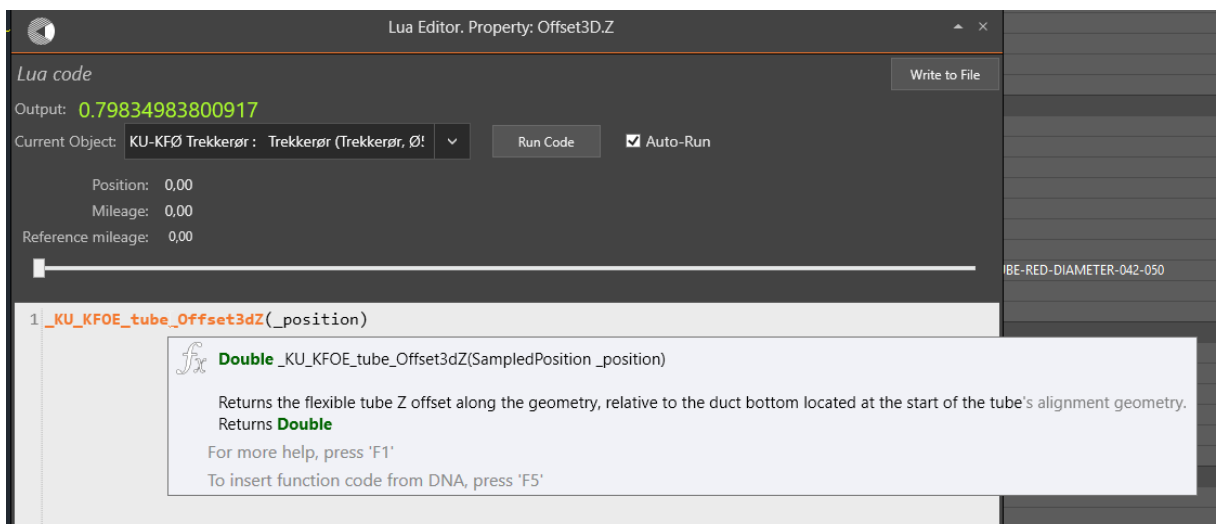 Lua Editor. Property: Offset3D.Z
Lua code
Write to File
Output: 0.79834983800917
Current Object: KU-KFØ Trekkerør : Trekkerør (Trekkerør, Ø!
Run Code
Auto-Run
Position: 0,00
Mileage: 0,00
Reference mileage: 0,00
BE-RED-DIAMETER-042-050
1 _KU_KFOE_tube_Offset3dZ(_position)
fx Double _KU_KFOE_tube_Offset3dZ(SampledPosition _position)
Returns the flexible tube Z offset along the geometry, relative to the duct bottom located at the start of the tube's alignment geometry.
Returns Double
For more help, press 'F1'
To insert function code from DNA, press 'F5'